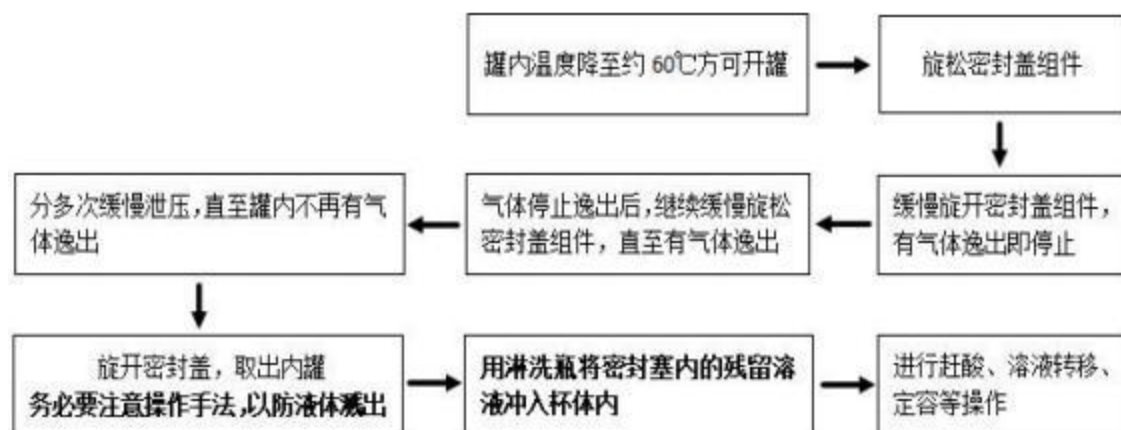 罐内温度降至约 60℃方可开罐
旋松密封盖组件
缓慢旋开密封盖组件，
有气体逸出即停止
气体停止逸出后，继续缓慢旋松
密封盖组件，直至有气体逸出
分多次缓慢泄压，直至罐内不再有气
体逸出
旋开密封盖，取出内罐
务必要注意操作手法，以防液体溅出
用淋洗瓶将密封塞内的残留溶
液冲入杯体内
进行赶酸、溶液转移、
定容等操作